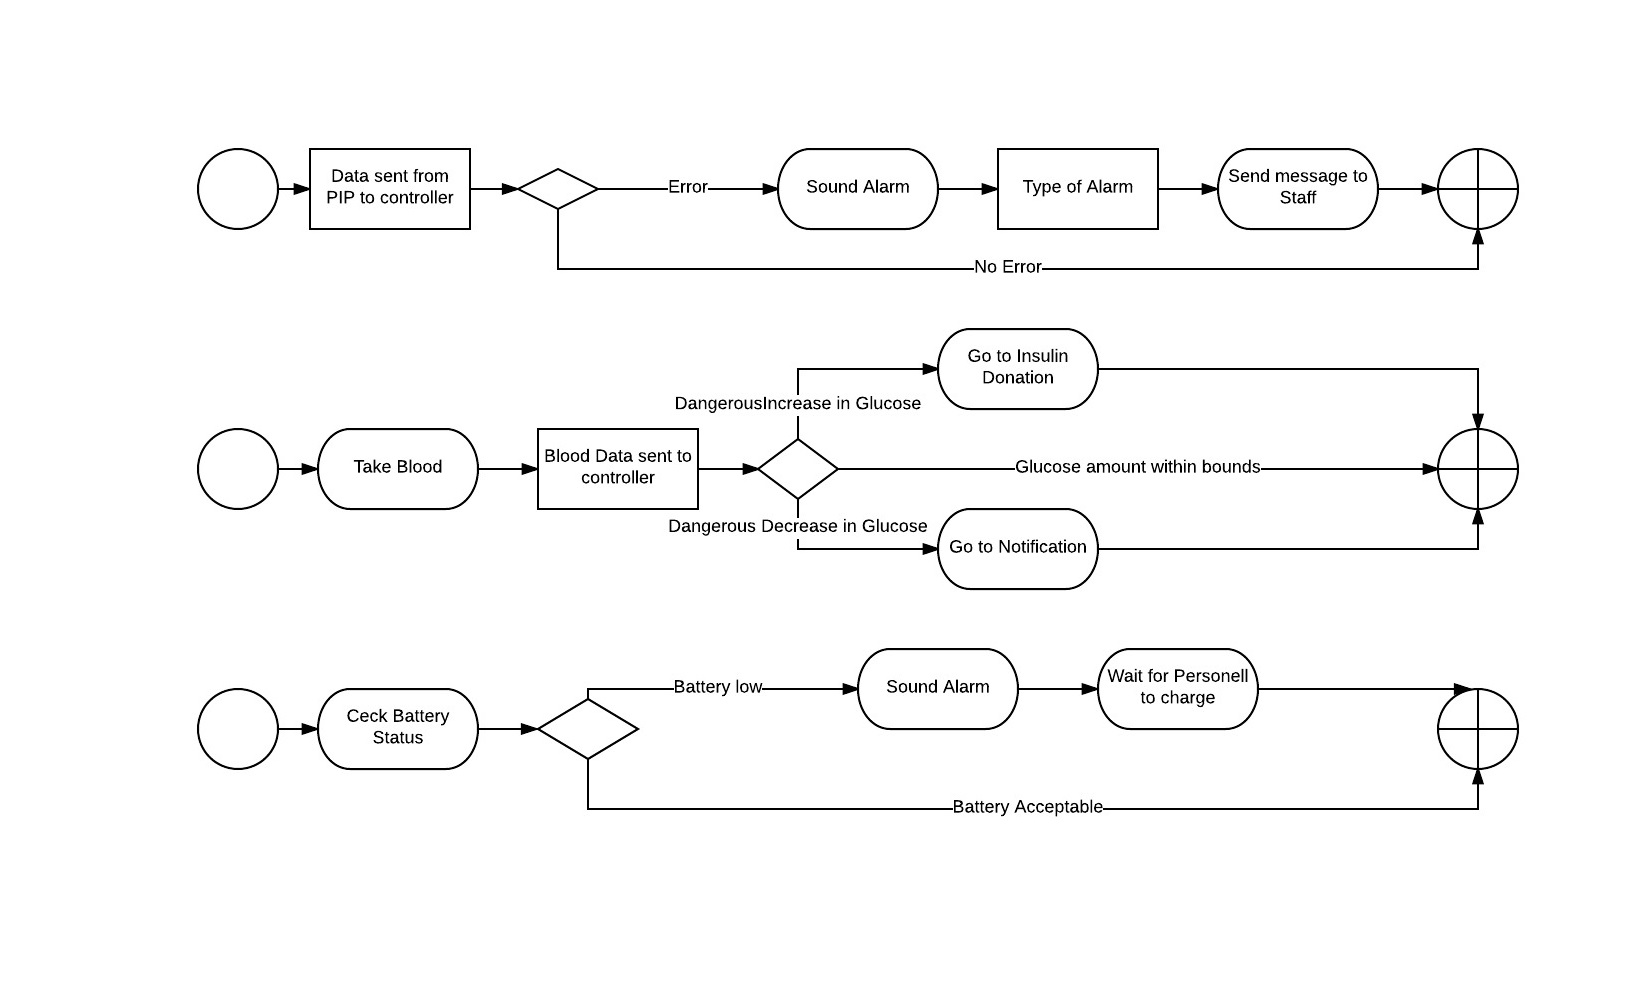 Data sent from
PIP to controller
Error
Sound Alarm
Type of Alarm
Send message to
Staff
No Error
Go to Insulin
Donation
DangerousIncrease in Glucose
Take Blood
Blood Data sent to
controller
Glucose amount within bounds
Dangerous Decrease in Glucose
Go to Notification
Ceck Battery
Status
Battery low
Sound Alarm
Wait for Personell
to charge
Battery Acceptable